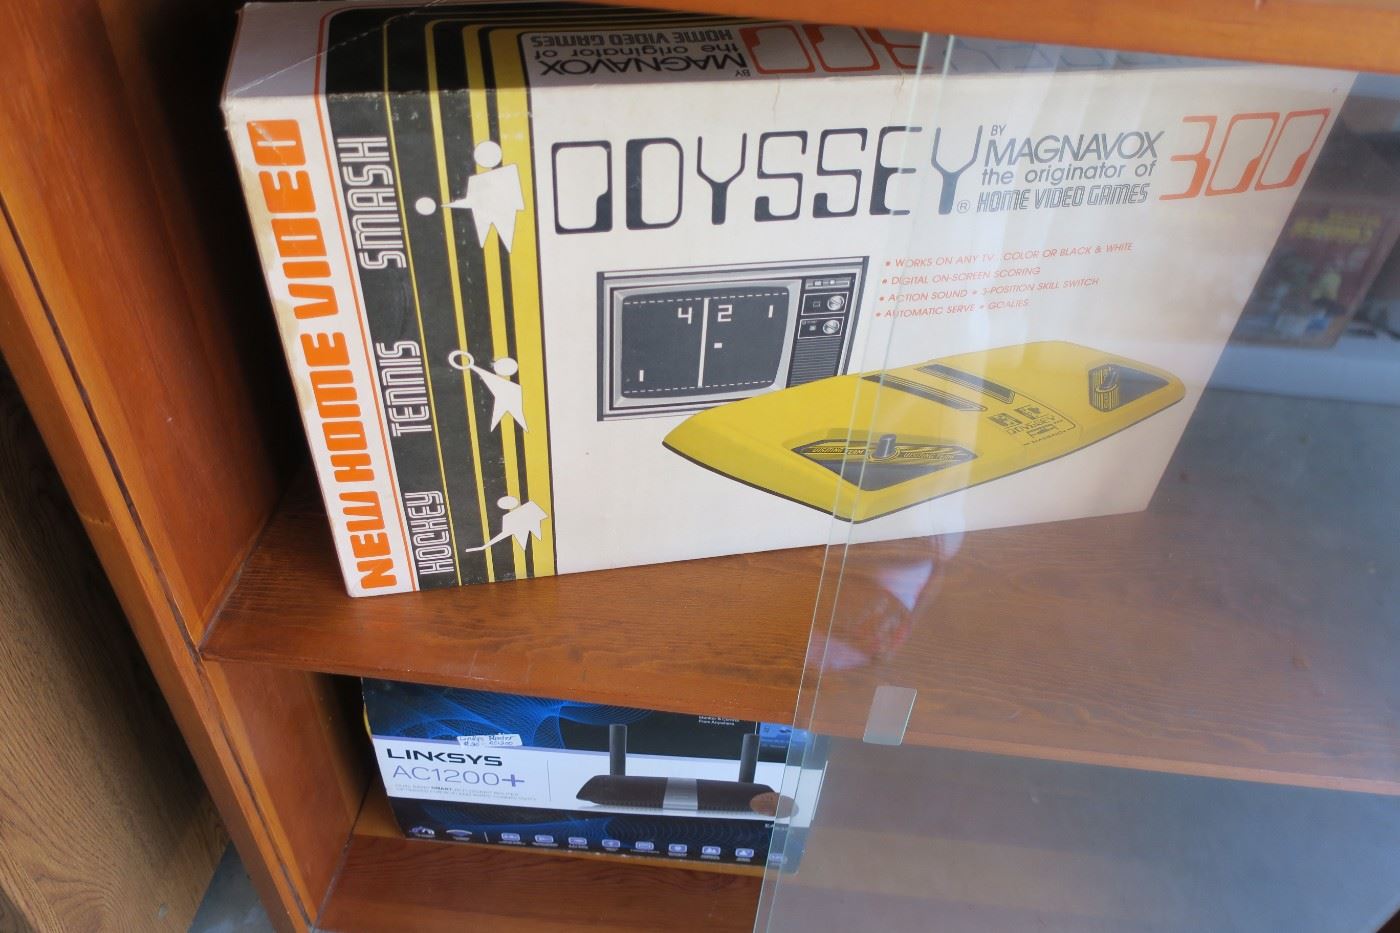 HOME VIDEO GAMES
the originator of
BY MAGNAVOX
300
NEW HOME VIDEO
SMASH
TENNIS
HOCKEY
ODYSSEY®
BY
MAGNAVOX
the originator of
HOME VIDEO GAMES
300
• WORKS ON ANY TV... COLOR OR BLACK & WHITE
• DIGITAL ON-SCREEN SCORING
• ACTION SOUND • 3-POSITION SKILL SWITCH
• AUTOMATIC SERVE • GOALIES
4 2 1
1
ODYSSEY
LINKSYS
AC1200+